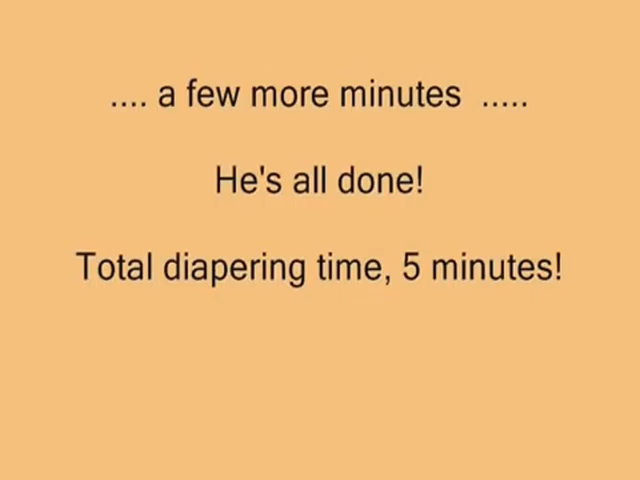 .... a few more minutes .....
He's all done!
Total diapering time, 5 minutes!